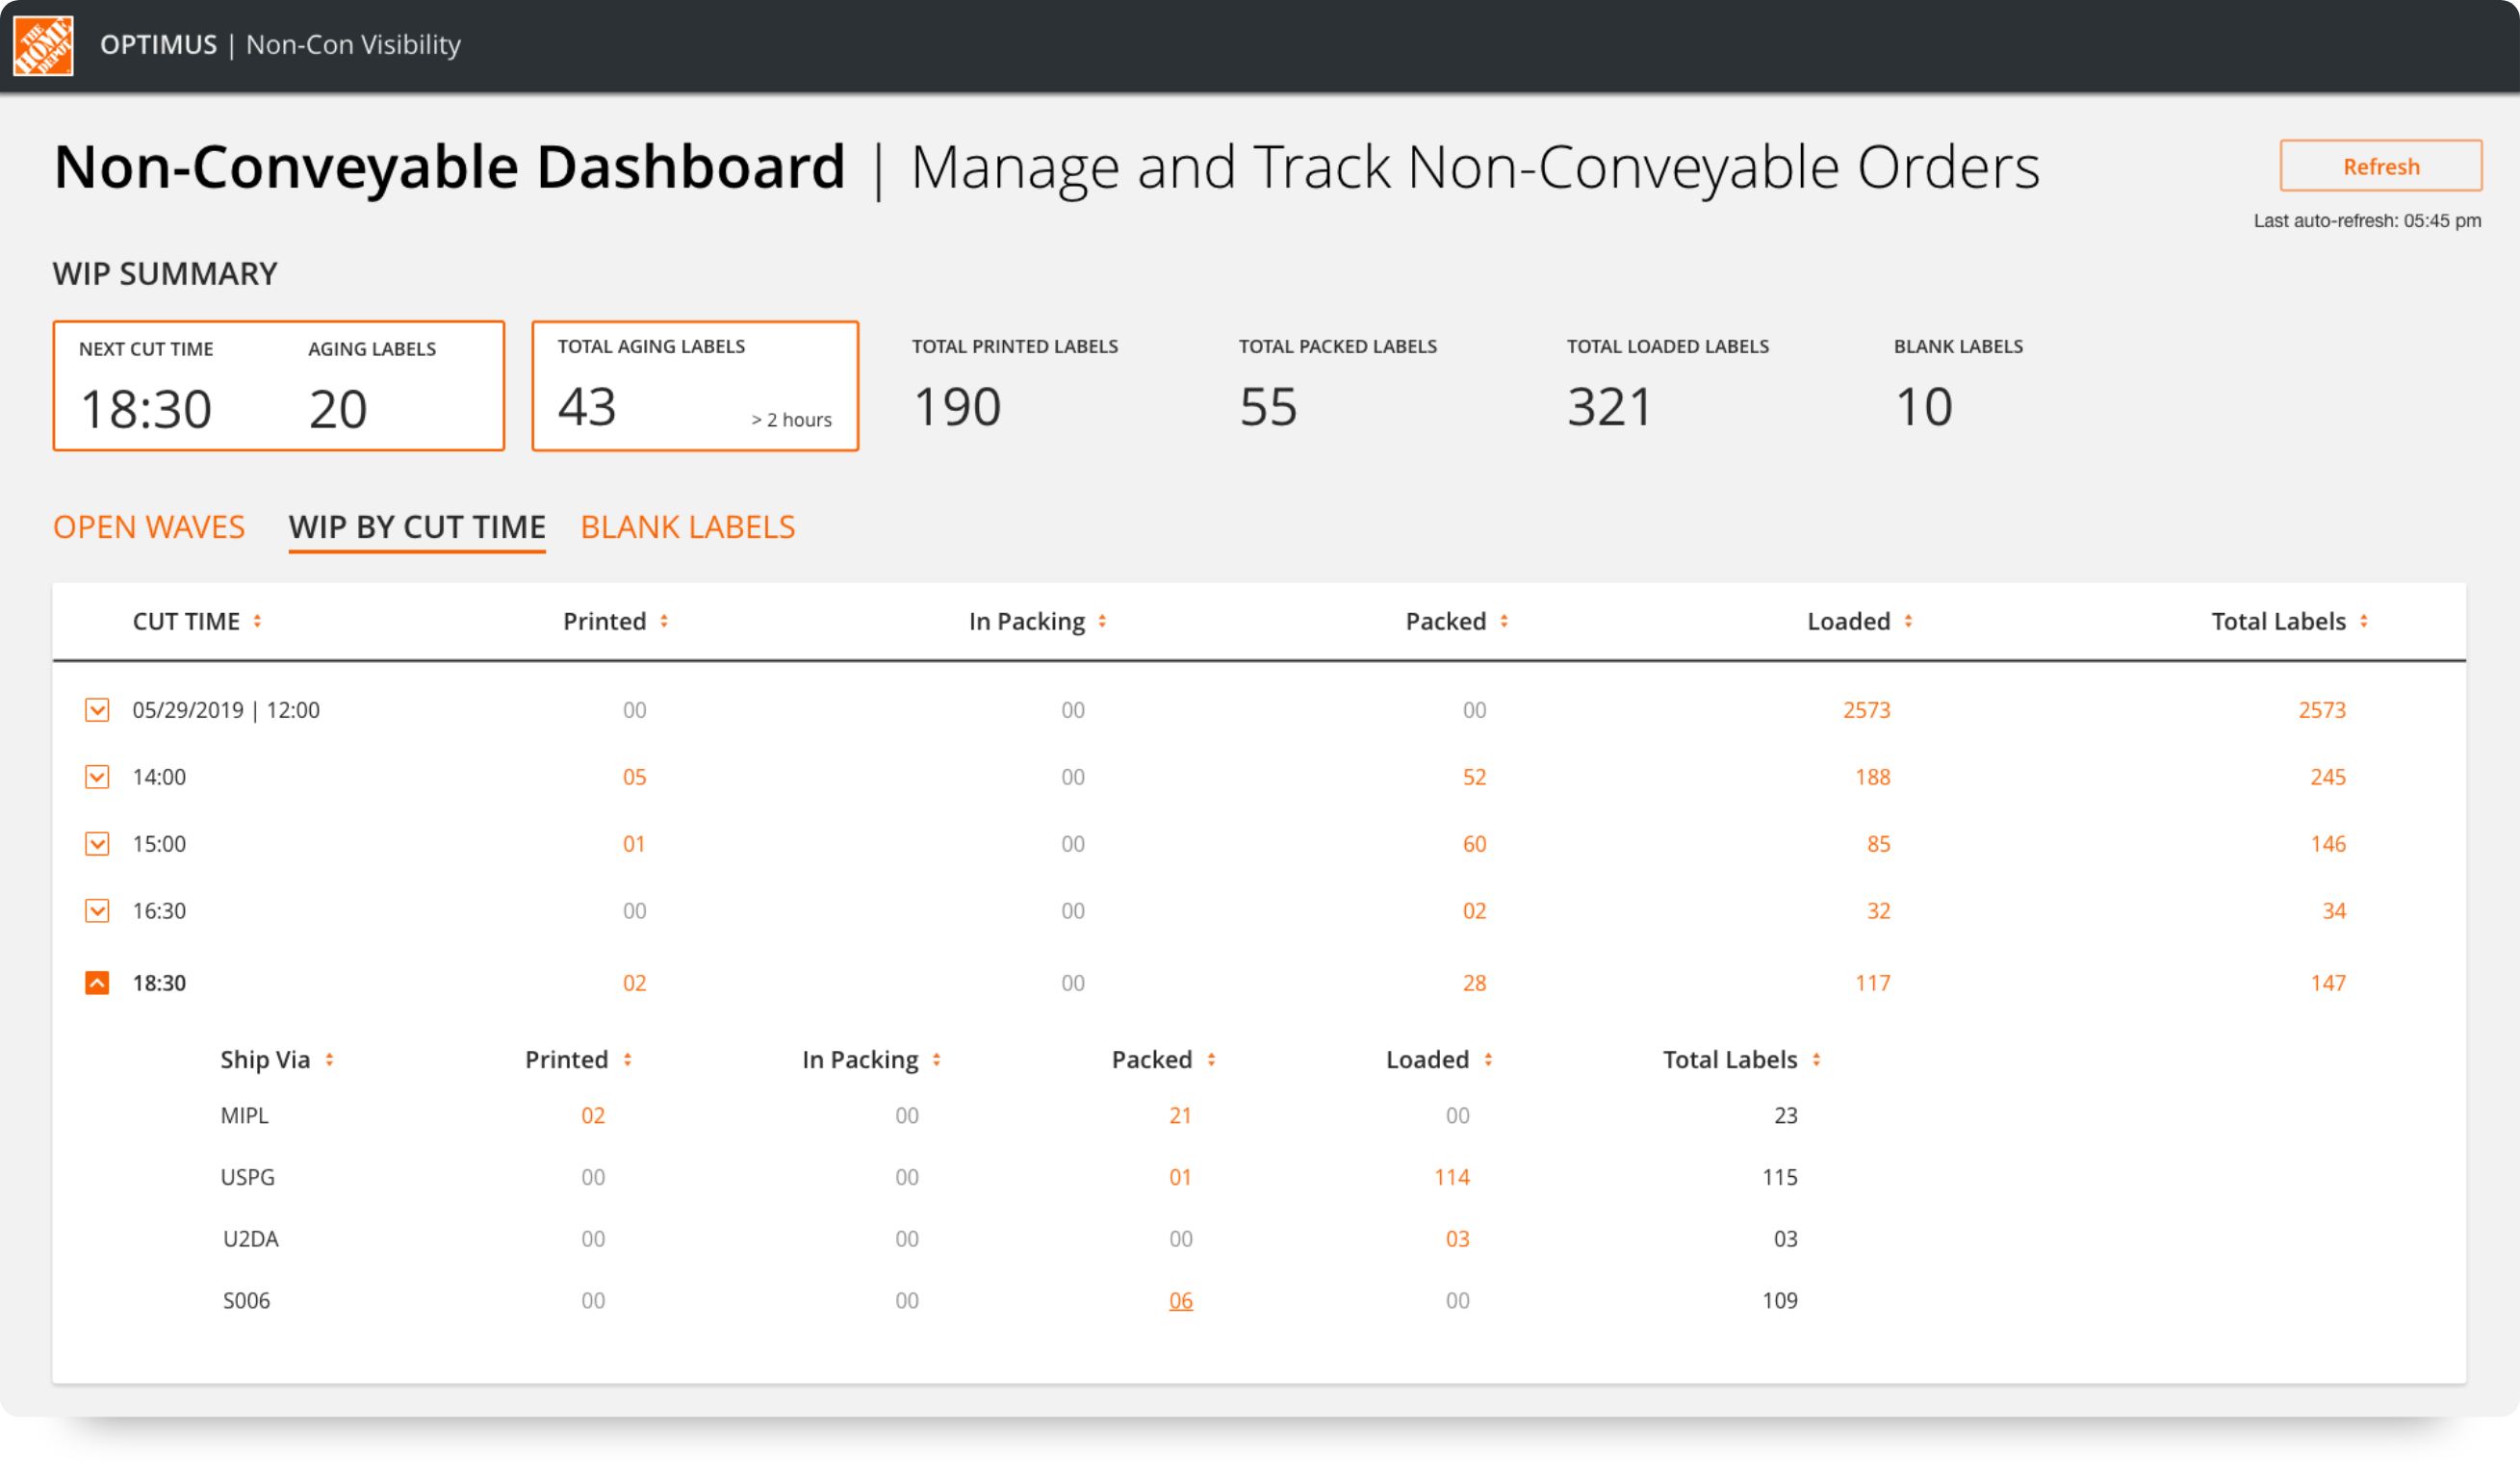 THE HOME DEPOT
OPTIMUS | Non-Con Visibility
Non-Conveyable Dashboard | Manage and Track Non-Conveyable Orders
Refresh
Last auto-refresh: 05:45 pm
WIP SUMMARY
NEXT CUT TIME AGING LABELS TOTAL AGING LABELS TOTAL PRINTED LABELS TOTAL PACKED LABELS TOTAL LOADED LABELS BLANK LABELS
18:30 20 43 > 2 hours 190 55 321 10
OPEN WAVES WIP BY CUT TIME BLANK LABELS
CUT TIME Printed In Packing Packed Loaded Total Labels
05/29/2019 | 12:00 00 00 00 2573 2573
14:00 05 00 52 188 245
15:00 01 00 60 85 146
16:30 00 00 02 32 34
18:30 02 00 28 117 147
Ship Via Printed In Packing Packed Loaded Total Labels
MIPL 02 00 21 00 23
USPG 00 00 01 114 115
U2DA 00 00 00 03 03
S006 00 00 06 00 109